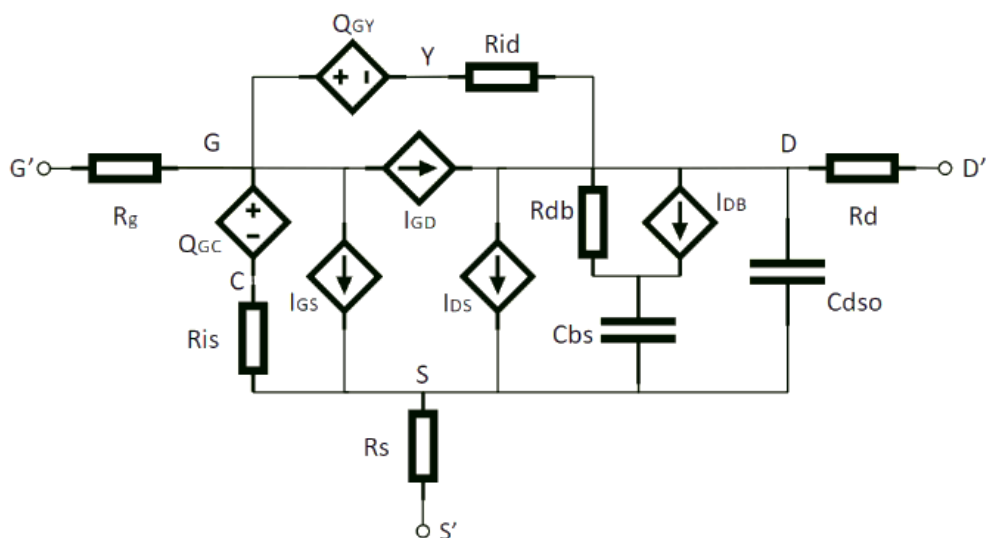 QGY
Y
Rid
G
D
G’
D’
Rg
IGD
Rdb
IDB
Rd
QGC
C
IGS
IDS
Cdso
Ris
Cbs
S
Rs
S’
+ -
+
-